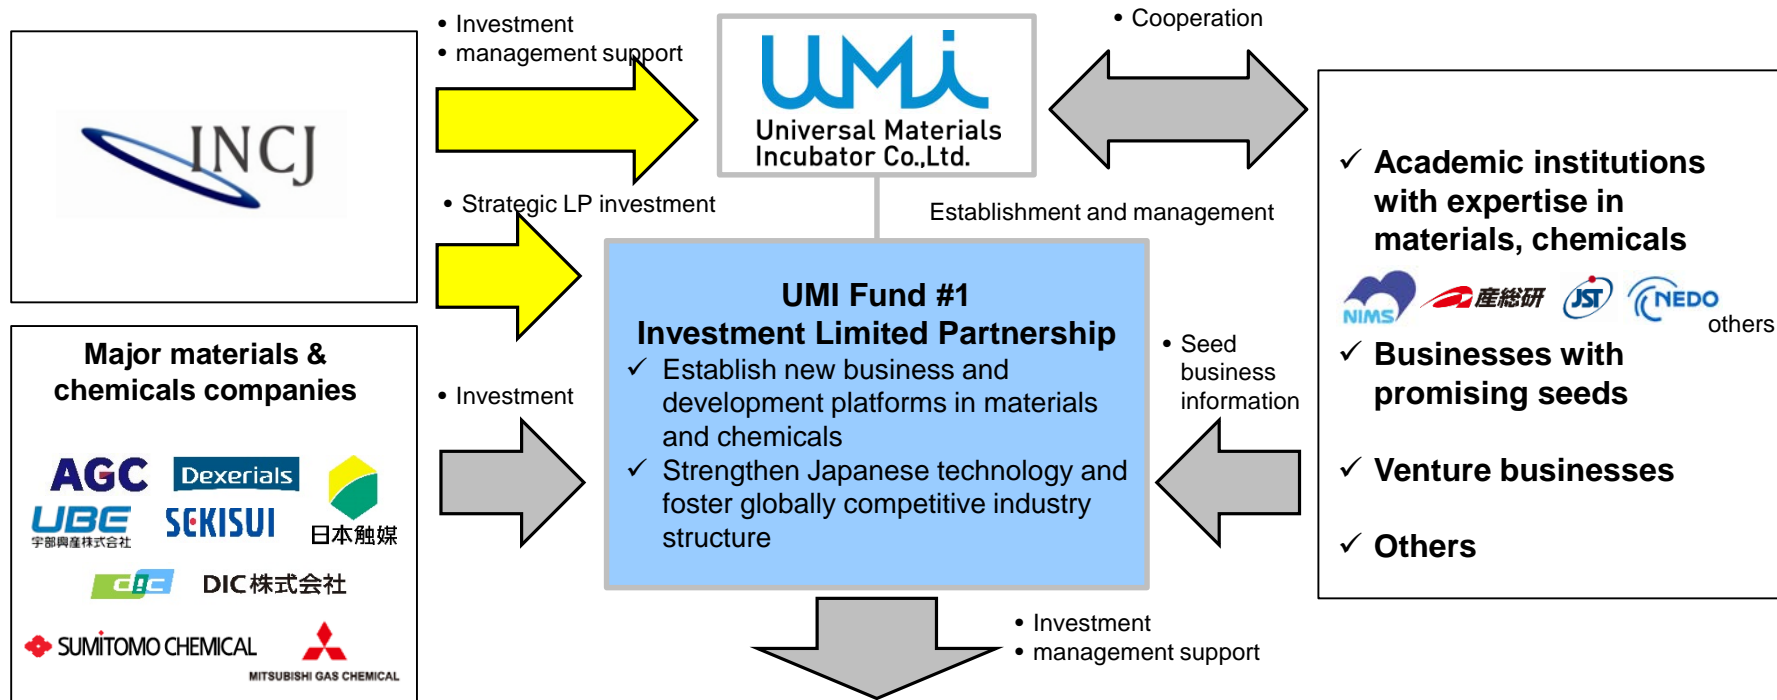 INCJ
• Investment
• management support
UMi
Universal Materials
Incubator Co.,Ltd.
• Cooperation
• Strategic LP investment
Establishment and management
Major materials &
chemicals companies
AGC
Dexerials
UBE
宇部興産株式会社
SEKISUI
日本触媒
dic
DIC株式会社
SUMITOMO CHEMICAL
MITSUBISHI GAS CHEMICAL
• Investment
UMI Fund #1
Investment Limited Partnership
✓ Establish new business and
development platforms in materials
and chemicals
✓ Strengthen Japanese technology and
foster globally competitive industry
structure
• Seed
business
information
✓ Academic institutions
with expertise in
materials, chemicals
NIMS
産総研
JST
NEDO
others
✓ Businesses with
promising seeds
✓ Venture businesses
✓ Others
• Investment
• management support